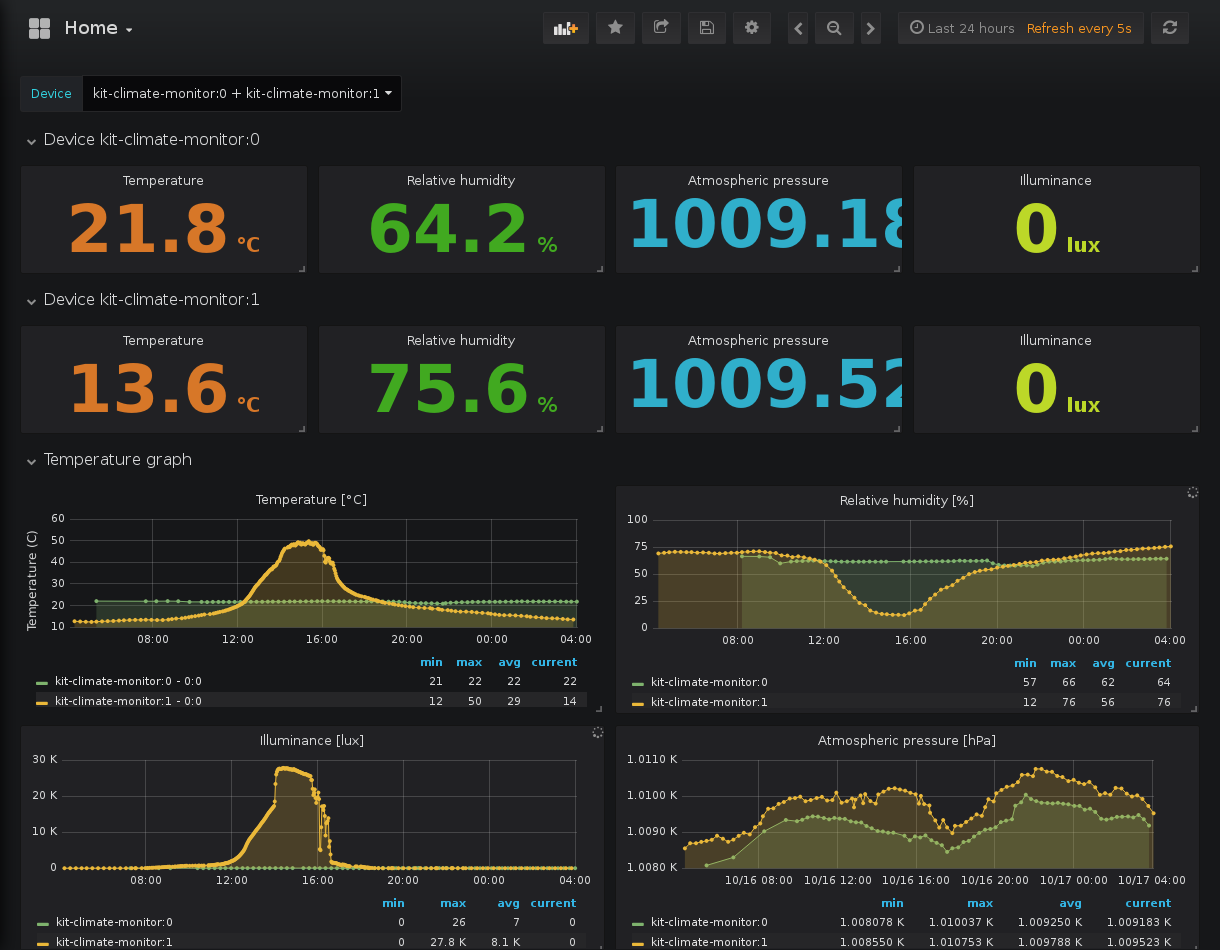 Home
Last 24 hours Refresh every 5s
Device kit-climate-monitor:0 + kit-climate-monitor:1
Device kit-climate-monitor:0
Temperature Relative humidity Atmospheric pressure Illuminance
21.8 °C 64.2 % 1009.18 0 lux
Device kit-climate-monitor:1
Temperature Relative humidity Atmospheric pressure Illuminance
13.6 °C 75.6 % 1009.52 0 lux
Temperature graph
Temperature [°C]
Temperature (C)
60
50
40
30
20
10
08:00 12:00 16:00 20:00 00:00 04:00
min max avg current
kit-climate-monitor:0 - 0:0 21 22 22 22
kit-climate-monitor:1 - 0:0 12 50 29 14
Relative humidity [%]
100
75
50
25
0
08:00 12:00 16:00 20:00 00:00 04:00
min max avg current
kit-climate-monitor:0 57 66 62 64
kit-climate-monitor:1 12 76 56 76
Illuminance [lux]
30 K
20 K
10 K
0
08:00 12:00 16:00 20:00 00:00 04:00
min max avg current
kit-climate-monitor:0 0 26 7 0
kit-climate-monitor:1 0 27.8 K 8.1 K 0
Atmospheric pressure [hPa]
1.0110 K
1.0100 K
1.0090 K
1.0080 K
10/16 08:00 10/16 12:00 10/16 16:00 10/16 20:00 10/17 00:00 10/17 04:00
min max avg current
kit-climate-monitor:0 1.008078 K 1.010037 K 1.009250 K 1.009183 K
kit-climate-monitor:1 1.008550 K 1.010753 K 1.009788 K 1.009523 K